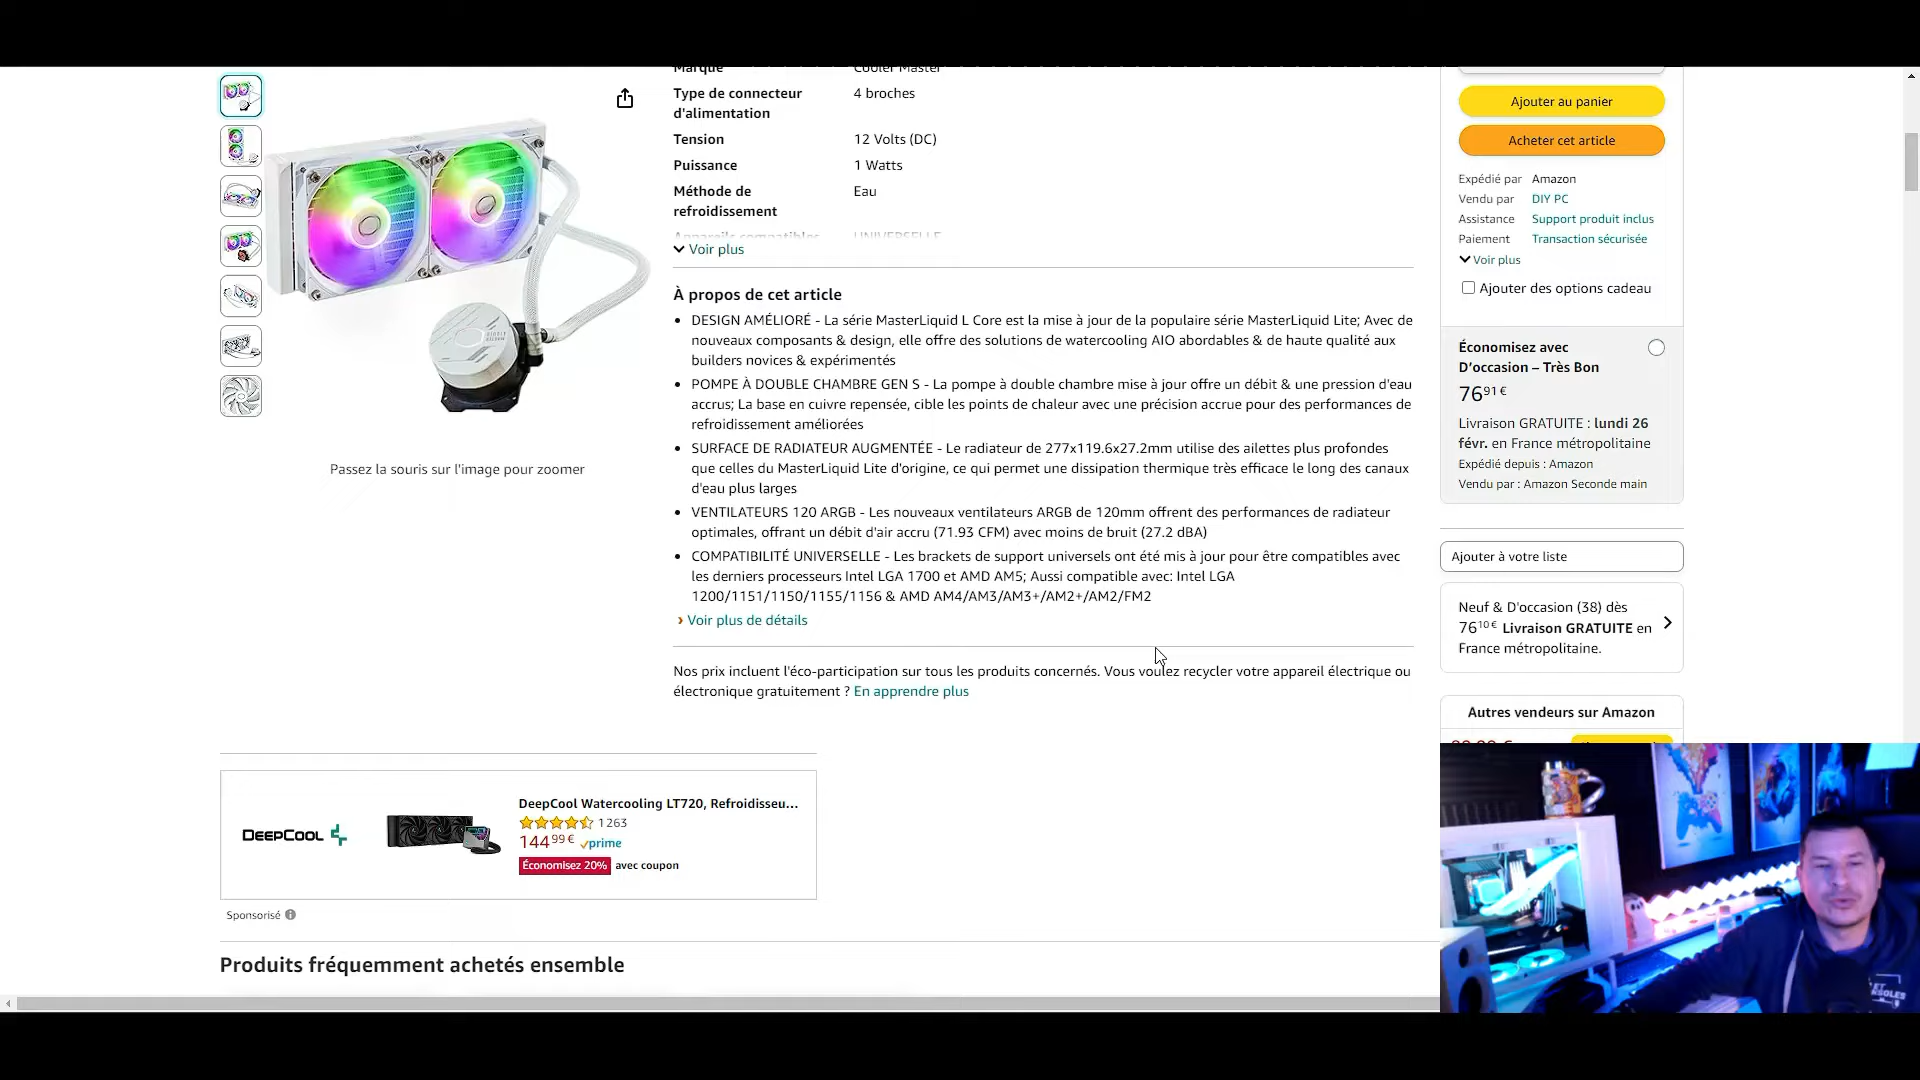 Marque Cooler Master
Type de connecteur 4 broches
d'alimentation
Tension 12 Volts (DC)
Puissance 1 Watts
Méthode de Eau
refroidissement
Appareils compatibles UNIVERSELLE
Voir plus
À propos de cet article
DESIGN AMÉLIORÉ - La série MasterLiquid L Core est la mise à jour de la populaire série MasterLiquid Lite; Avec de
nouveaux composants & design, elle offre des solutions de watercooling AIO abordables & de haute qualité aux
builders novices & expérimentés
POMPE À DOUBLE CHAMBRE GEN S - La pompe à double chambre mise à jour offre un débit & une pression d'eau
accrus; La base en cuivre repensée, cible les points de chaleur avec une précision accrue pour des performances de
refroidissement améliorées
SURFACE DE RADIATEUR AUGMENTÉE - Le radiateur de 277x119.6x27.2mm utilise des ailettes plus profondes
que celles du MasterLiquid Lite d'origine, ce qui permet une dissipation thermique très efficace le long des canaux
d'eau plus larges
VENTILATEURS 120 ARGB - Les nouveaux ventilateurs ARGB de 120mm offrent des performances de radiateur
optimales, offrant un débit d'air accru (71.93 CFM) avec moins de bruit (27.2 dBA)
COMPATIBILITÉ UNIVERSELLE - Les brackets de support universels ont été mis à jour pour être compatibles avec
les derniers processeurs Intel LGA 1700 et AMD AM5; Aussi compatible avec: Intel LGA
1200/1151/1150/1155/1156 & AMD AM4/AM3/AM3+/AM2+/AM2/FM2
› Voir plus de détails
Nos prix incluent l'éco-participation sur tous les produits concernés. Vous voulez recycler votre appareil électrique ou
électronique gratuitement ? En apprendre plus
Passez la souris sur l'image pour zoomer
DEEPCOOL
DeepCool Watercooling LT720, Refroidisseu...
1 263
144,99 € prime
Économisez 20% avec coupon
Sponsorisé
Produits fréquemment achetés ensemble
Ajouter au panier
Acheter cet article
Expédié par Amazon
Vendu par DIY PC
Assistance Support produit inclus
Paiement Transaction sécurisée
Voir plus
Ajouter des options cadeau
Économisez avec
D'occasion – Très Bon
76,91 €
Livraison GRATUITE : lundi 26
févr. en France métropolitaine
Expédié depuis : Amazon
Vendu par : Amazon Seconde main
Ajouter à votre liste
Neuf & D'occasion (38) dès
76,10 € Livraison GRATUITE en
France métropolitaine.
Autres vendeurs sur Amazon